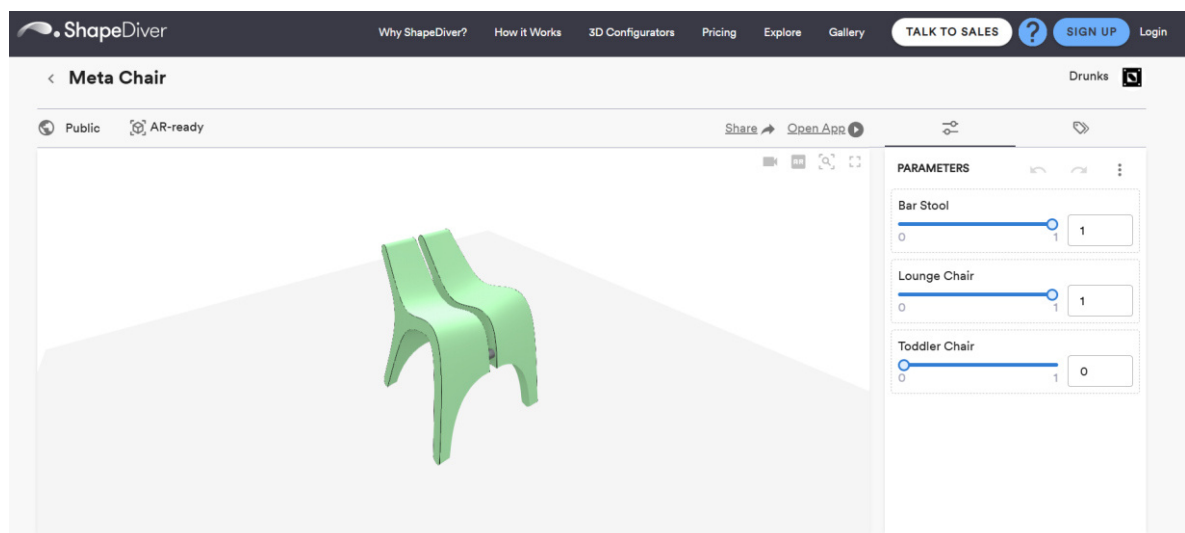 ShapeDiver
Why ShapeDiver? How it Works 3D Configurators Pricing Explore Gallery TALK TO SALES ? SIGN UP Login
< Meta Chair
Drunks
Public AR-ready
Share Open App
PARAMETERS
Bar Stool
0 1 1
Lounge Chair
0 1 1
Toddler Chair
0 1 0